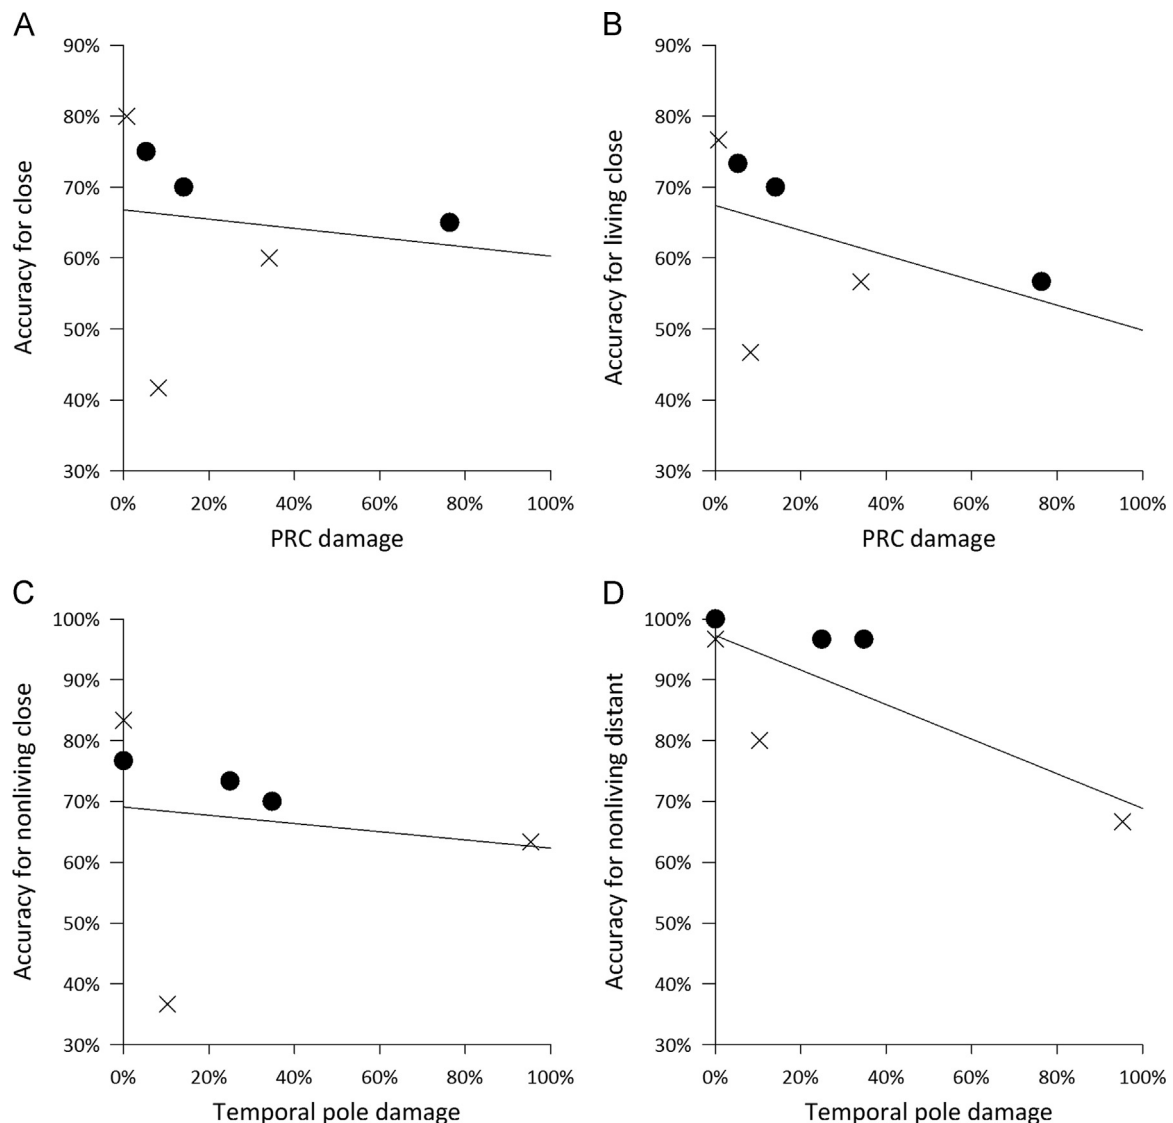 A
90%
80%
70%
60%
50%
40%
30%
Accuracy for close
0% 20% 40% 60% 80% 100%
PRC damage
B
90%
80%
70%
60%
50%
40%
30%
Accuracy for living close
0% 20% 40% 60% 80% 100%
PRC damage
C
100%
90%
80%
70%
60%
50%
40%
30%
Accuracy for nonliving close
0% 20% 40% 60% 80% 100%
Temporal pole damage
D
100%
90%
80%
70%
60%
50%
40%
30%
Accuracy for nonliving distant
0% 20% 40% 60% 80% 100%
Temporal pole damage